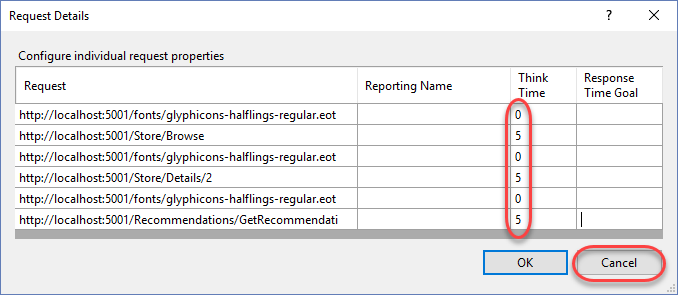 Request Details
?
Configure individual request properties
Request Reporting Name Think Time Response Time Goal
http://localhost:5001/fonts/glyphicons-halflings-regular.eot 0
http://localhost:5001/Store/Browse 5
http://localhost:5001/fonts/glyphicons-halflings-regular.eot 0
http://localhost:5001/Store/Details/2 5
http://localhost:5001/fonts/glyphicons-halflings-regular.eot 0
http://localhost:5001/Recommendations/GetRecommendati 5
OK Cancel